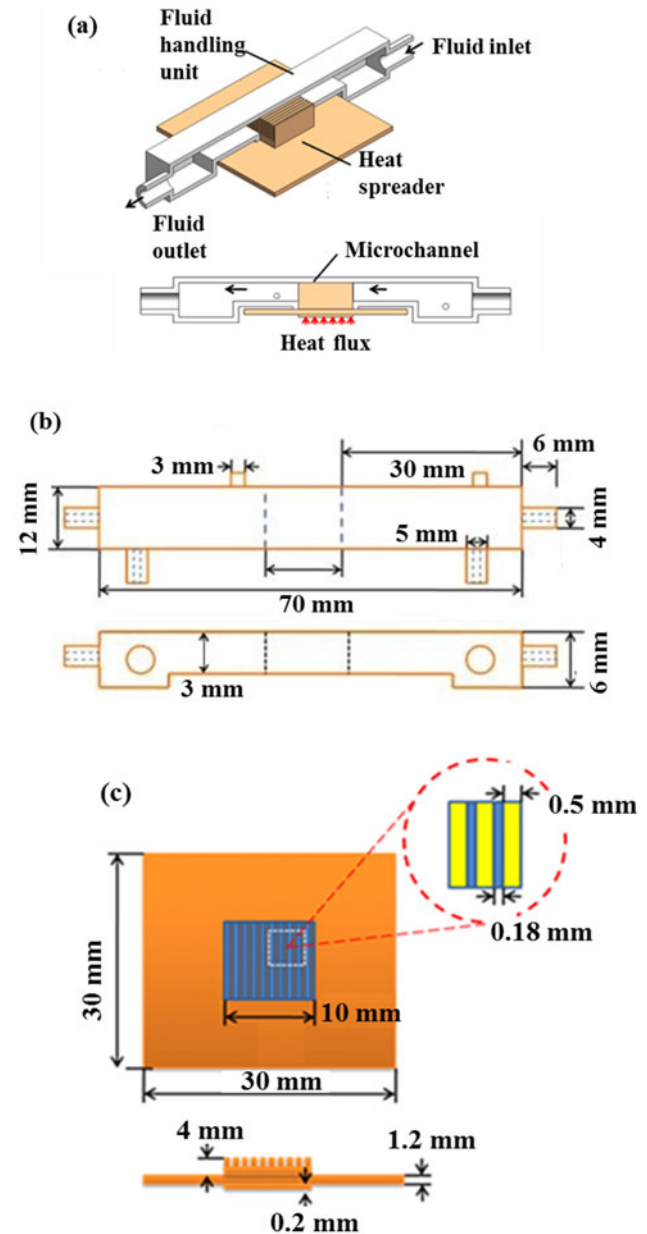 (a)
Fluid
handling
unit
Fluid inlet
Heat
spreader
Fluid
outlet
Microchannel
Heat flux
(b)
3 mm
30 mm
6 mm
12 mm
5 mm
4 mm
70 mm
3 mm
6 mm
(c)
0.5 mm
0.18 mm
30 mm
10 mm
30 mm
4 mm
1.2 mm
0.2 mm